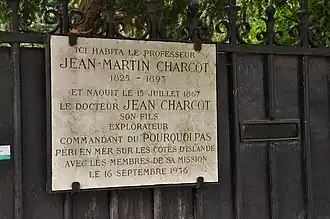 ICI HABITA LE PROFESSEUR
JEAN-MARTIN CHARCOT
1825 - 1893
ET NAQUIT LE 15 JUILLET 1867
LE DOCTEUR JEAN CHARCOT
SON FILS
EXPLORATEUR
COMMANDANT DU POURQUOI PAS
PÉRI EN MER SUR LES CÔTES D'ISLANDE
AVEC LES MEMBRES DE SA MISSION
LE 16 SEPTEMBRE 1936